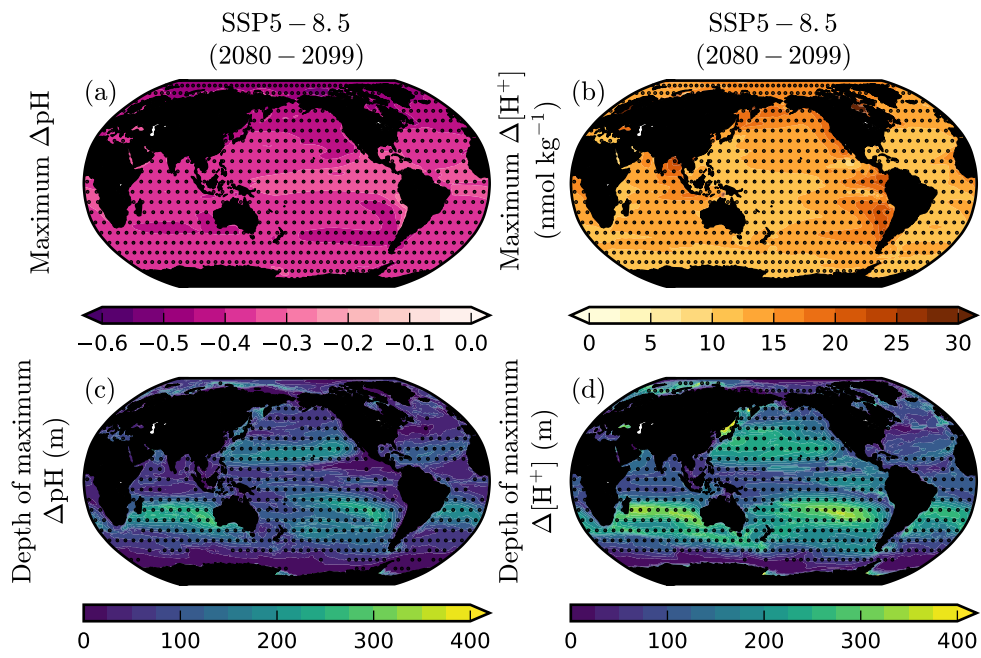 SSP5 – 8.5
(2080 – 2099)
SSP5 – 8.5
(2080 – 2099)
(a)
Maximum ΔpH
−0.6 −0.5 −0.4 −0.3 −0.2 −0.1 0.0
(b)
Maximum Δ[H⁺]
(nmol kg⁻¹)
0 5 10 15 20 25 30
(c)
Depth of maximum
ΔpH (m)
0 100 200 300 400
(d)
Depth of maximum
Δ[H⁺] (m)
0 100 200 300 400